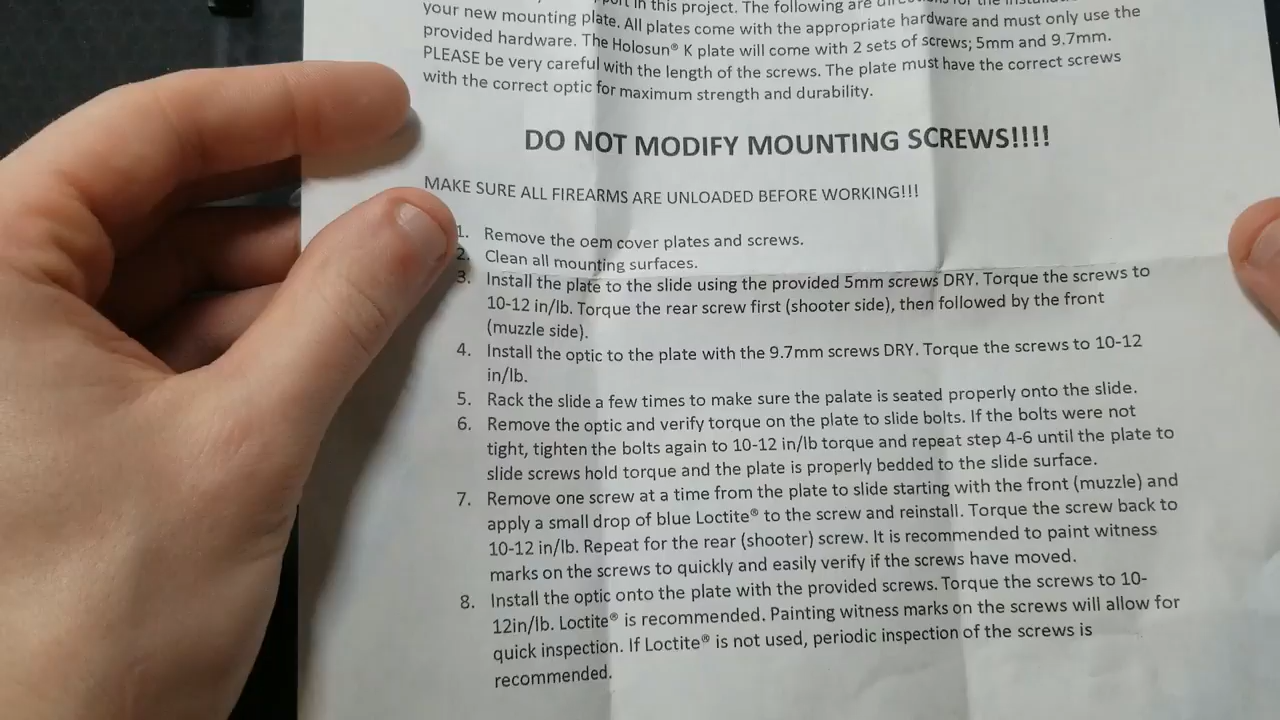 in this project. The following are
your new mounting plate. All plates come with the appropriate hardware and must only use the
provided hardware. The Holosun® K plate will come with 2 sets of screws; 5mm and 9.7mm.
PLEASE be very careful with the length of the screws. The plate must have the correct screws
with the correct optic for maximum strength and durability.
DO NOT MODIFY MOUNTING SCREWS!!!!
MAKE SURE ALL FIREARMS ARE UNLOADED BEFORE WORKING!!!
1. Remove the oem cover plates and screws.
2. Clean all mounting surfaces.
3. Install the plate to the slide using the provided 5mm screws DRY. Torque the screws to
10-12 in/lb. Torque the rear screw first (shooter side), then followed by the front
(muzzle side).
4. Install the optic to the plate with the 9.7mm screws DRY. Torque the screws to 10-12
in/lb.
5. Rack the slide a few times to make sure the palate is seated properly onto the slide.
6. Remove the optic and verify torque on the plate to slide bolts. If the bolts were not
tight, tighten the bolts again to 10-12 in/lb torque and repeat step 4-6 until the plate to
slide screws hold torque and the plate is properly bedded to the slide surface.
7. Remove one screw at a time from the plate to slide starting with the front (muzzle) and
apply a small drop of blue Loctite® to the screw and reinstall. Torque the screw back to
10-12 in/lb. Repeat for the rear (shooter) screw. It is recommended to paint witness
marks on the screws to quickly and easily verify if the screws have moved.
8. Install the optic onto the plate with the provided screws. Torque the screws to 10-
12in/lb. Loctite® is recommended. Painting witness marks on the screws will allow for
quick inspection. If Loctite® is not used, periodic inspection of the screws is
recommended.